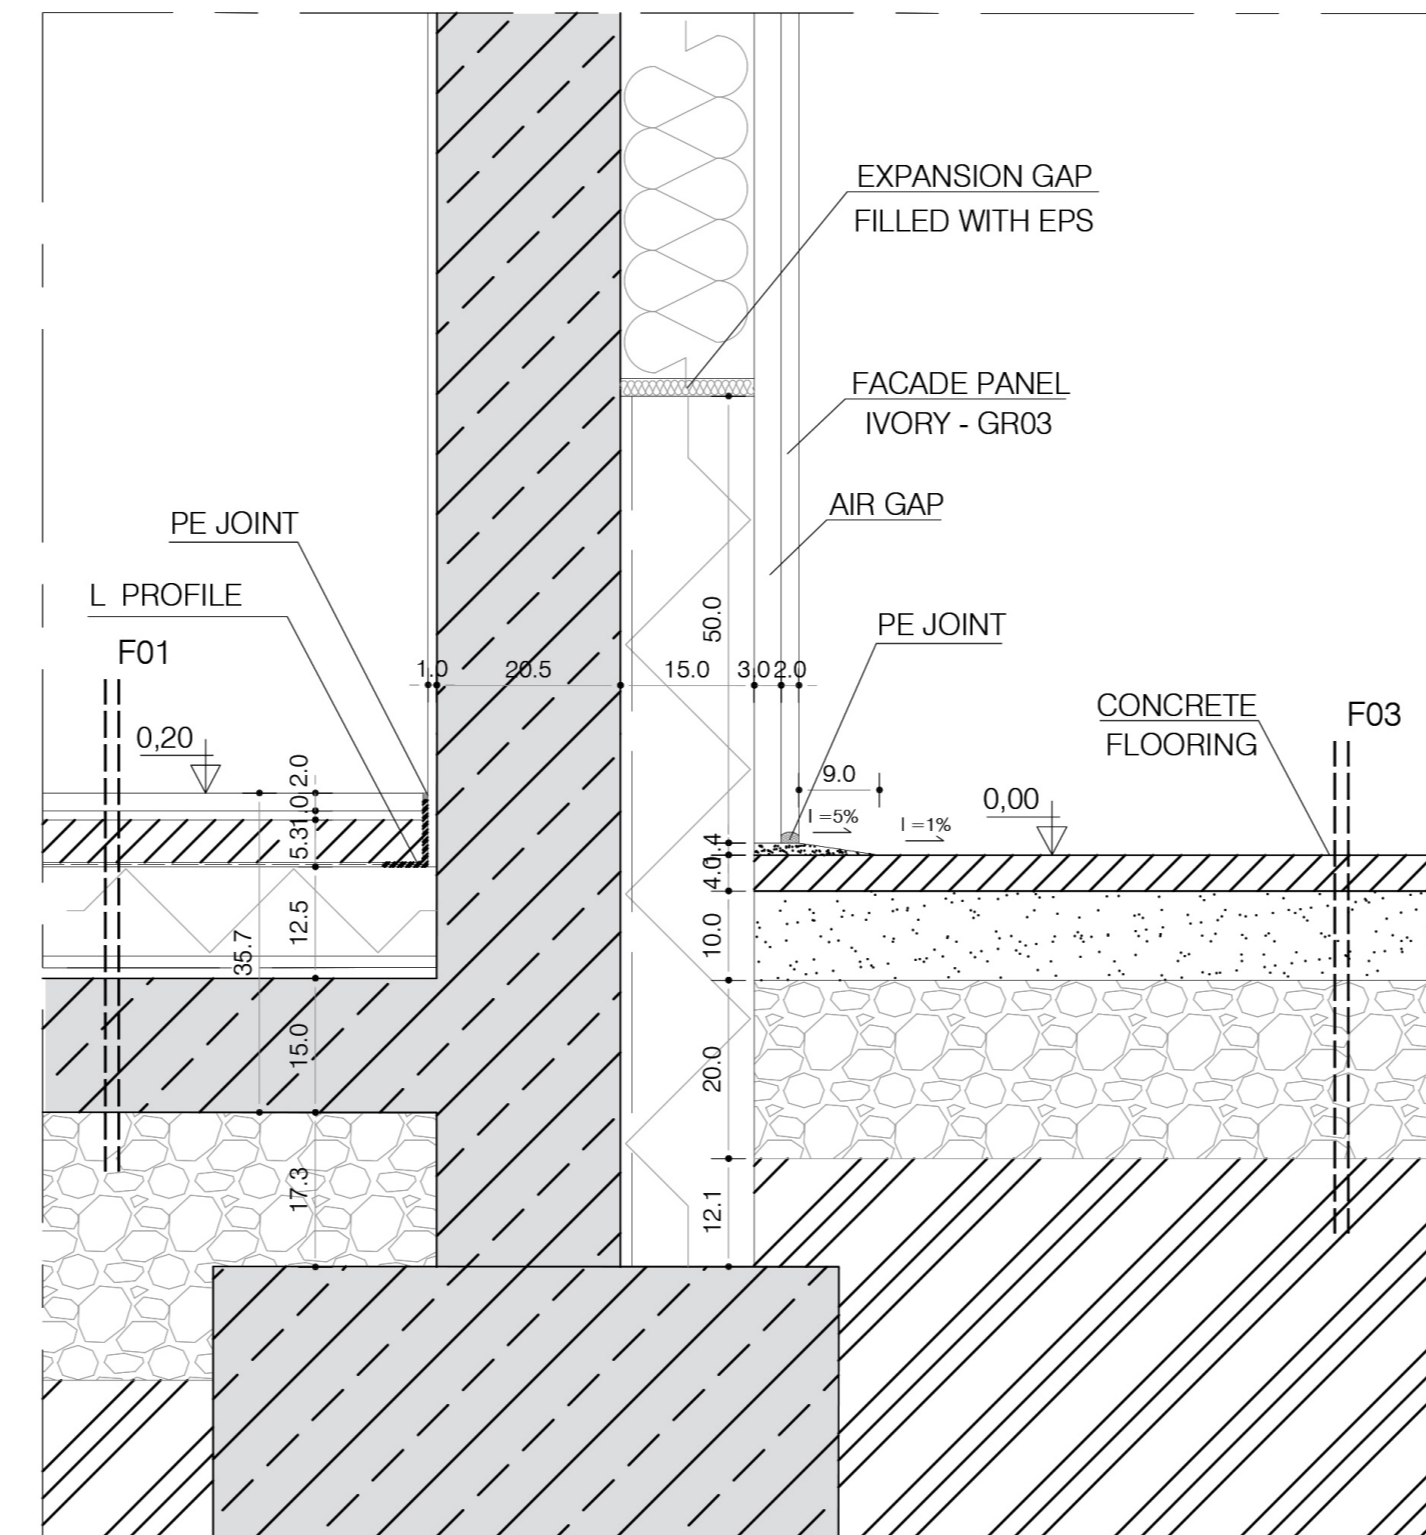 EXPANSION GAP
FILLED WITH EPS
FACADE PANEL
IVORY - GR03
AIR GAP
PE JOINT
L PROFILE
F01
PE JOINT
50.0
1.0 20.5 15.0 3.0 2.0
CONCRETE
FLOORING
F03
0,20
2.0
1.0
5.3
9.0
0,00
I =5%
I =1%
1.4
4.0
12.5
35.7
10.0
15.0
20.0
17.3
12.1